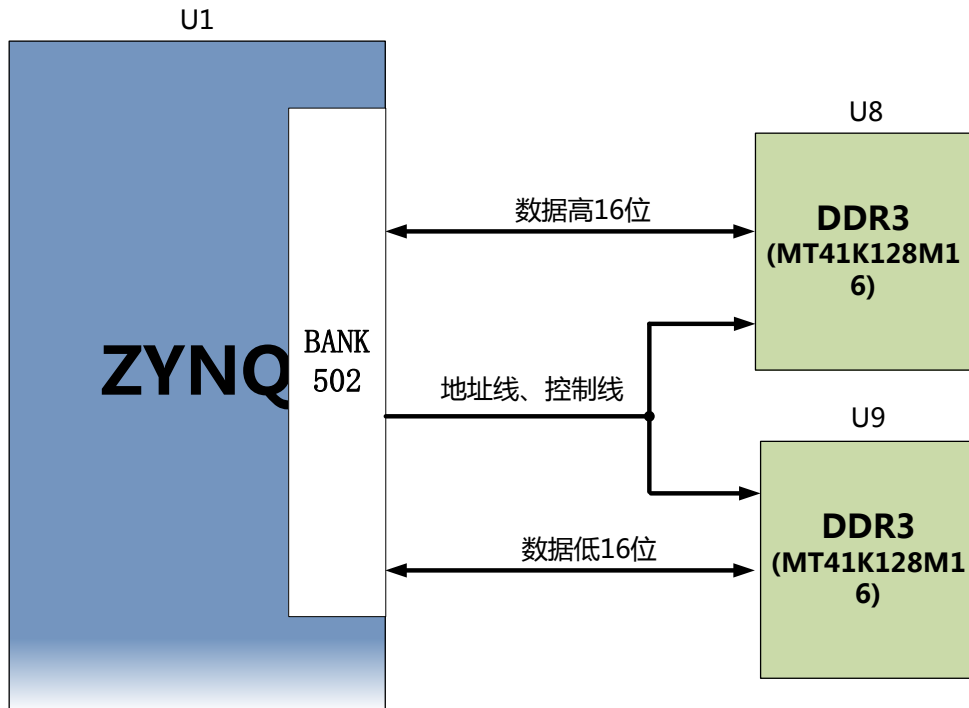 U1
ZYNQ
BANK
502
数据高16位
地址线、控制线
数据低16位
U8
DDR3
(MT41K128M1
6)
U9
DDR3
(MT41K128M1
6)